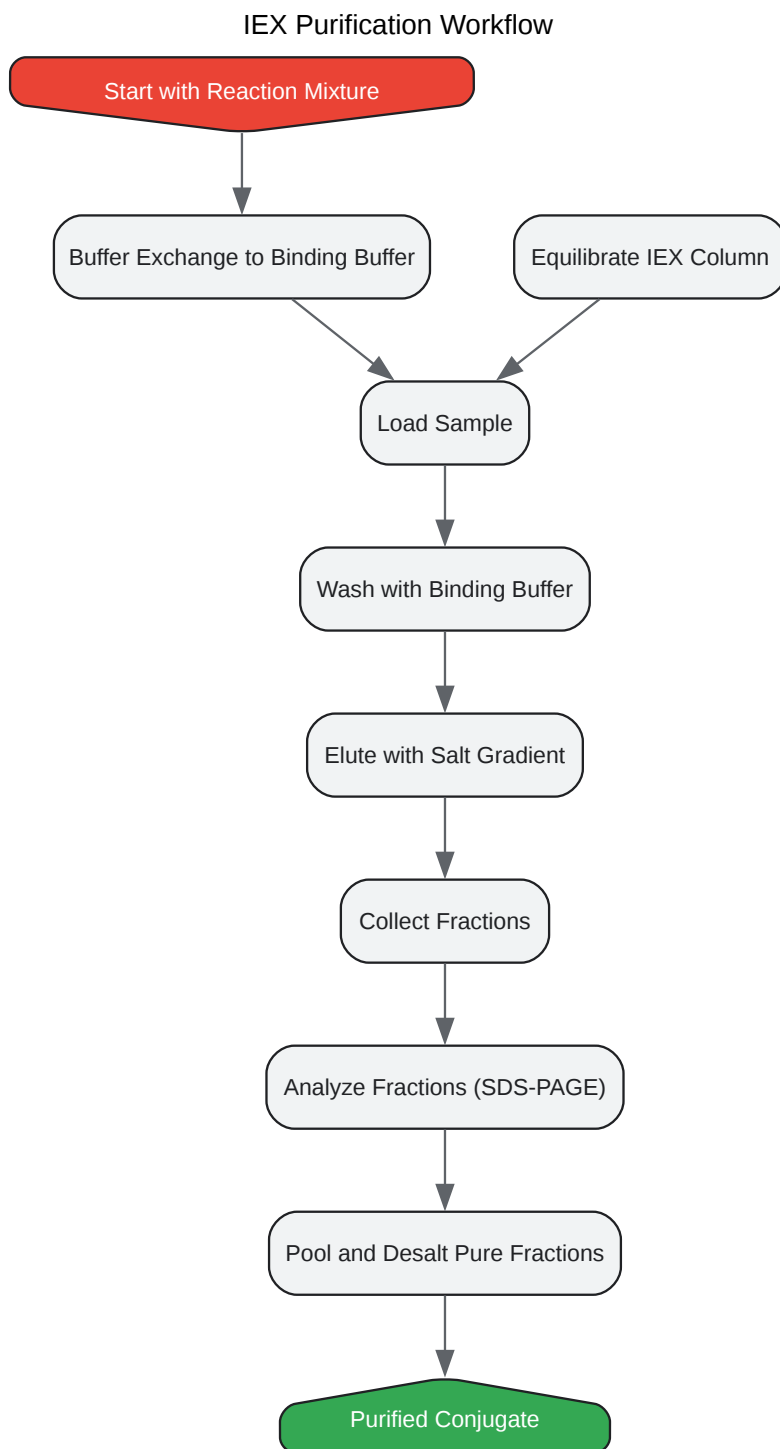 IEX Purification Workflow
Start with Reaction Mixture
Buffer Exchange to Binding Buffer
Equilibrate IEX Column
Load Sample
Wash with Binding Buffer
Elute with Salt Gradient
Collect Fractions
Analyze Fractions (SDS-PAGE)
Pool and Desalt Pure Fractions
Purified Conjugate